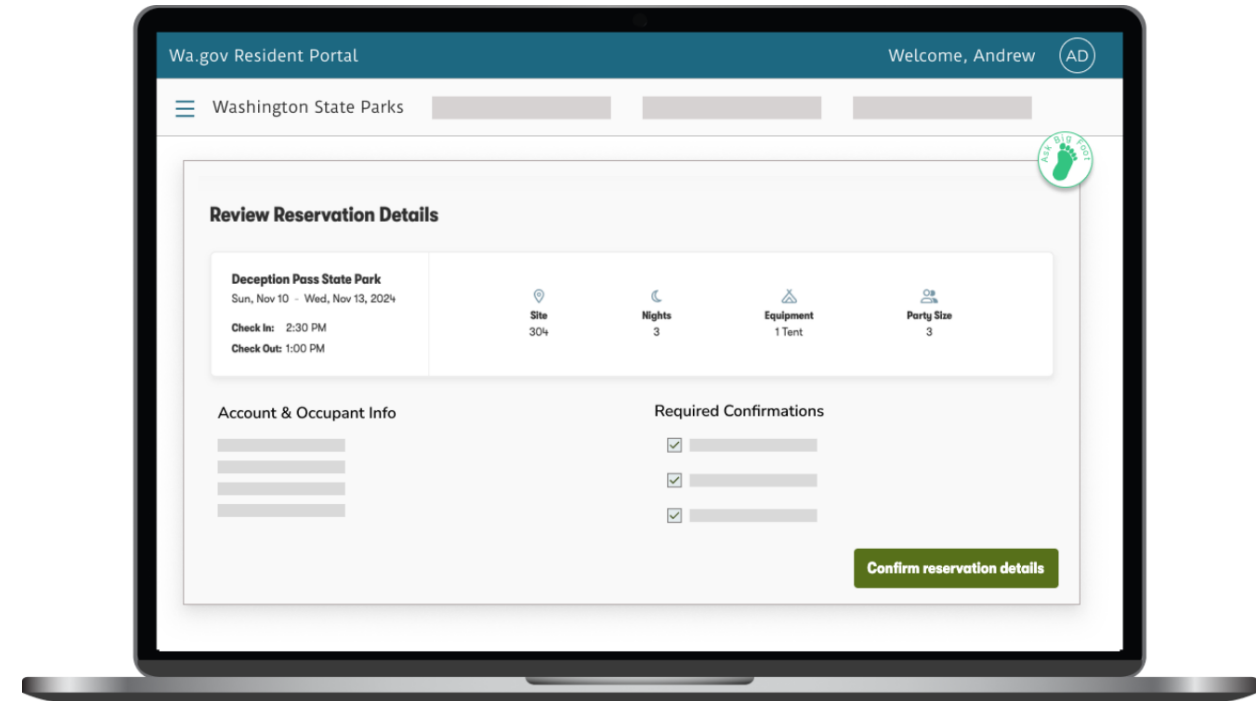 Wa.gov Resident Portal
Welcome, Andrew
AD
Washington State Parks
Ask Big Foot
Review Reservation Details
Deception Pass State Park
Sun, Nov 10 - Wed, Nov 13, 2024
Check In: 2:30 PM
Check Out: 1:00 PM
Site
304
Nights
3
Equipment
1 Tent
Party Size
3
Account & Occupant Info
Required Confirmations
Confirm reservation details